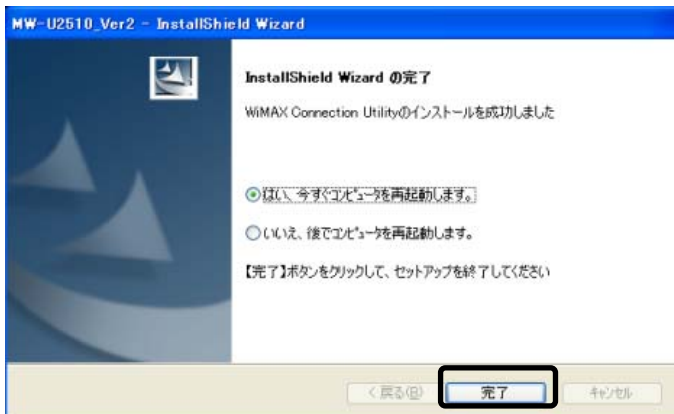 MW-U2510_Ver2 - InstallShield Wizard
InstallShield Wizard の完了
WiMAX Connection Utilityのインストールを成功しました
はい、今すぐｺﾝﾋﾟｭｰﾀを再起動します。
いいえ、後でｺﾝﾋﾟｭｰﾀを再起動します。
【完了】ボタンをクリックして、セットアップを終了してください
< 戻る(B)
完了
ｷｬﾝｾﾙ